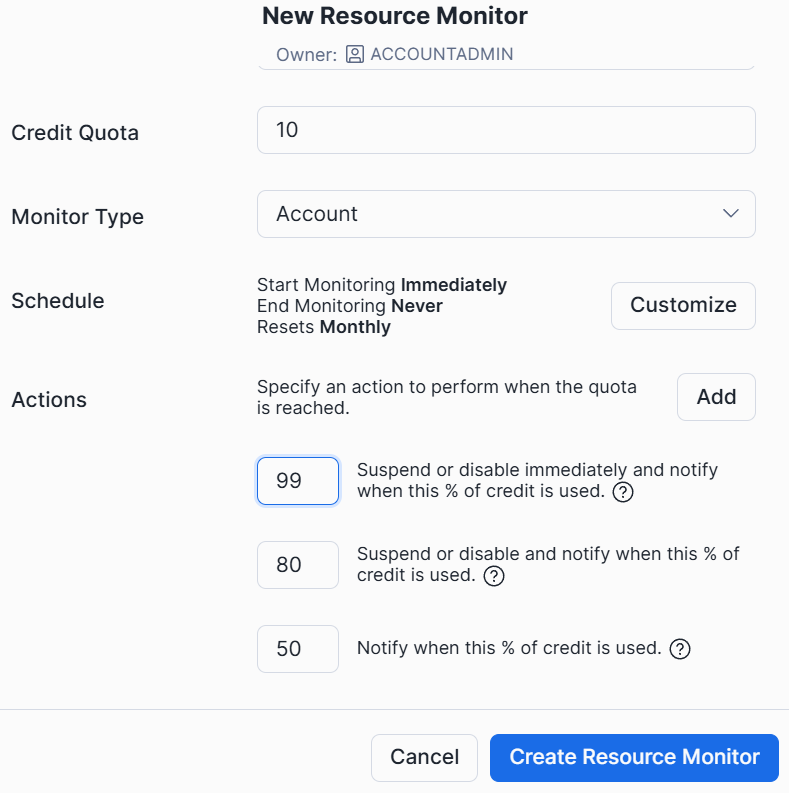 New Resource Monitor
Owner: ACCOUNTADMIN
Credit Quota
10
Monitor Type
Account
Schedule
Start Monitoring Immediately
End Monitoring Never
Resets Monthly
Customize
Actions
Specify an action to perform when the quota
is reached.
Add
99
Suspend or disable immediately and notify
when this % of credit is used. ?
80
Suspend or disable and notify when this % of
credit is used. ?
50
Notify when this % of credit is used. ?
Cancel
Create Resource Monitor